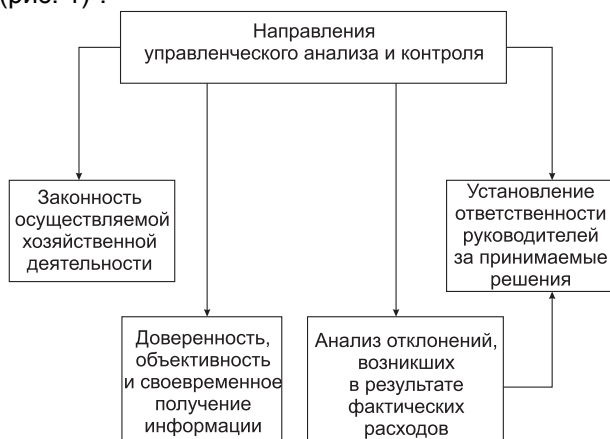 (рис. 1) .
Направления
управленческого анализа и контроля
Законность
осуществляемой
хозяйственной
деятельности
Установление
ответственности
руководителей
за принимаемые
решения
Доверенность,
объективность
и своевременное
получение
информации
Анализ отклонений,
возникших
в результате
фактических
расходов